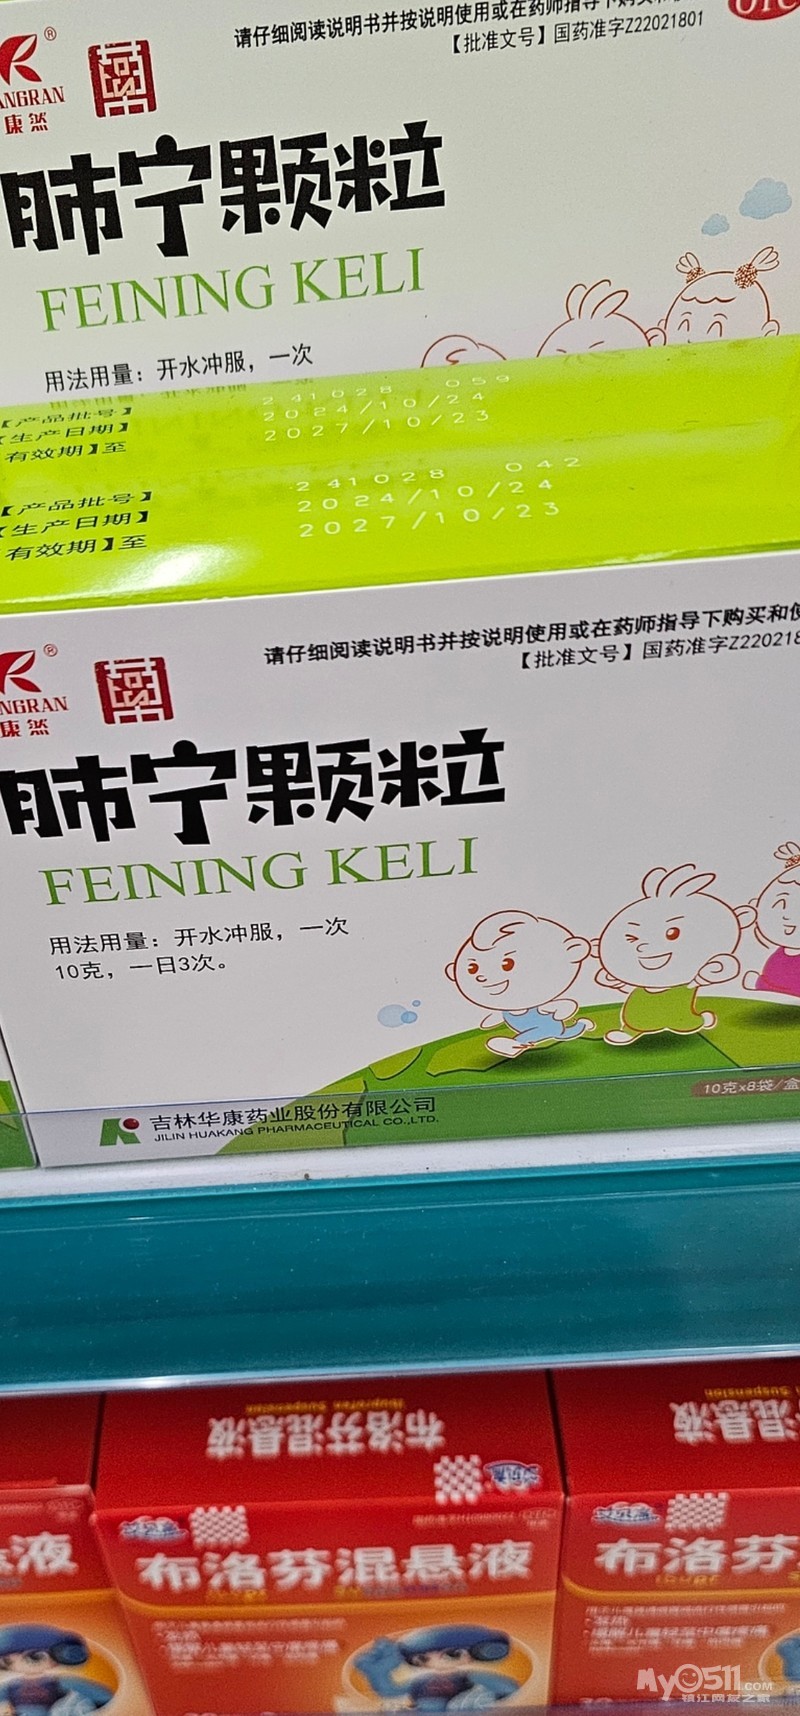 请仔细阅读说明书并按说明使用或在药师指导下购买和
【批准文号】国药准字Z22021801
OTC
ANGRAN
康然
肺宁颗粒
FEINING KELI
用法用量：开水冲服，一次
【产品批号】 241028 059
【生产日期】 2024/10/24
有效期】至 2027/10/23
【产品批号】 241028 042
【生产日期】 2024/10/24
有效期】至 2027/10/23
请仔细阅读说明书并按说明使用或在药师指导下购买和使
【批准文号】国药准字Z220218
NGRAN
康然
肺宁颗粒
FEINING KELI
用法用量：开水冲服，一次
10克，一日3次。
10克x8袋/盒
吉林华康药业股份有限公司
JILIN HUAKANG PHARMACEUTICAL CO.,LTD.
Ibuprofen Suspension
布洛芬混悬液
Suspension
混悬液
悬液
布洛芬混悬液
布洛芬
My0511.com
镇江网友之家